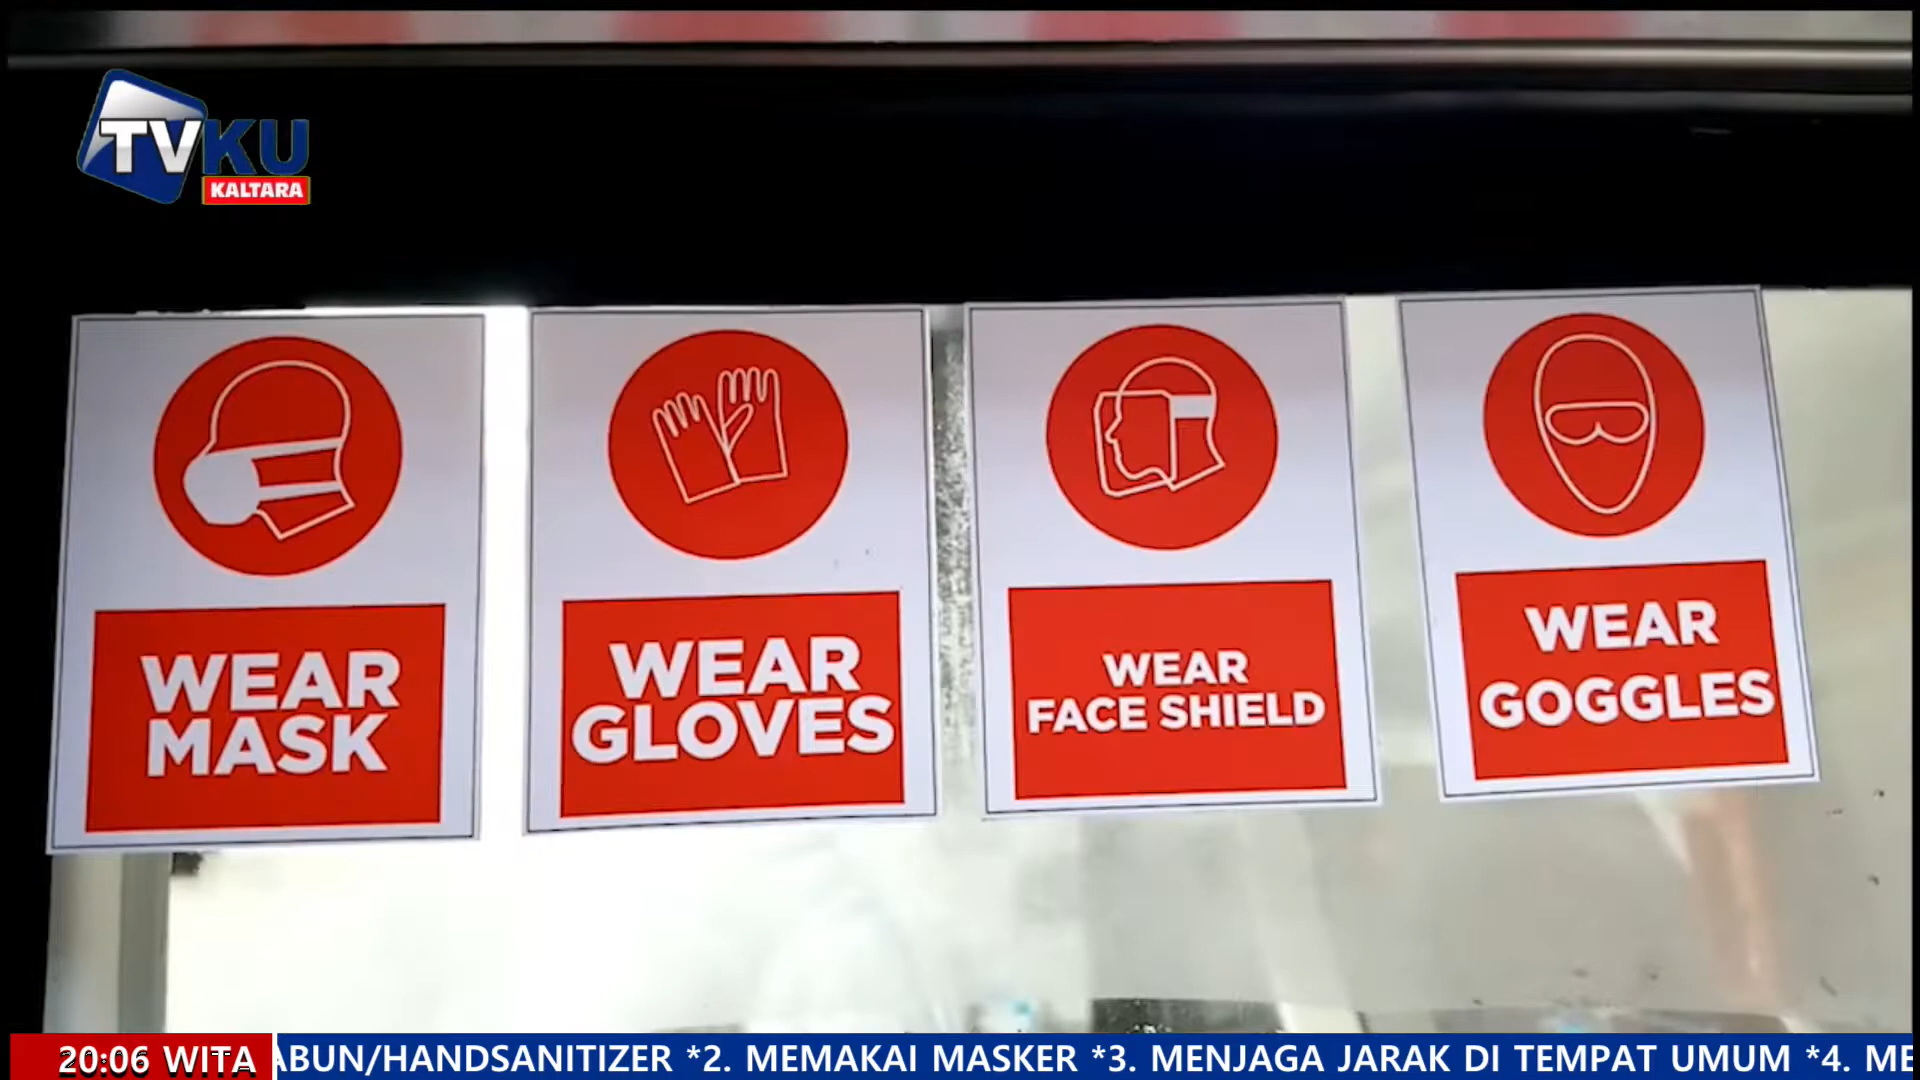 TVKU
KALTARA
WEAR
MASK
WEAR
GLOVES
WEAR
FACE SHIELD
WEAR
GOGGLES
20:06 WITA
ABUN/HANDSANITIZER *2. MEMAKAI MASKER *3. MENJAGA JARAK DI TEMPAT UMUM *4. ME